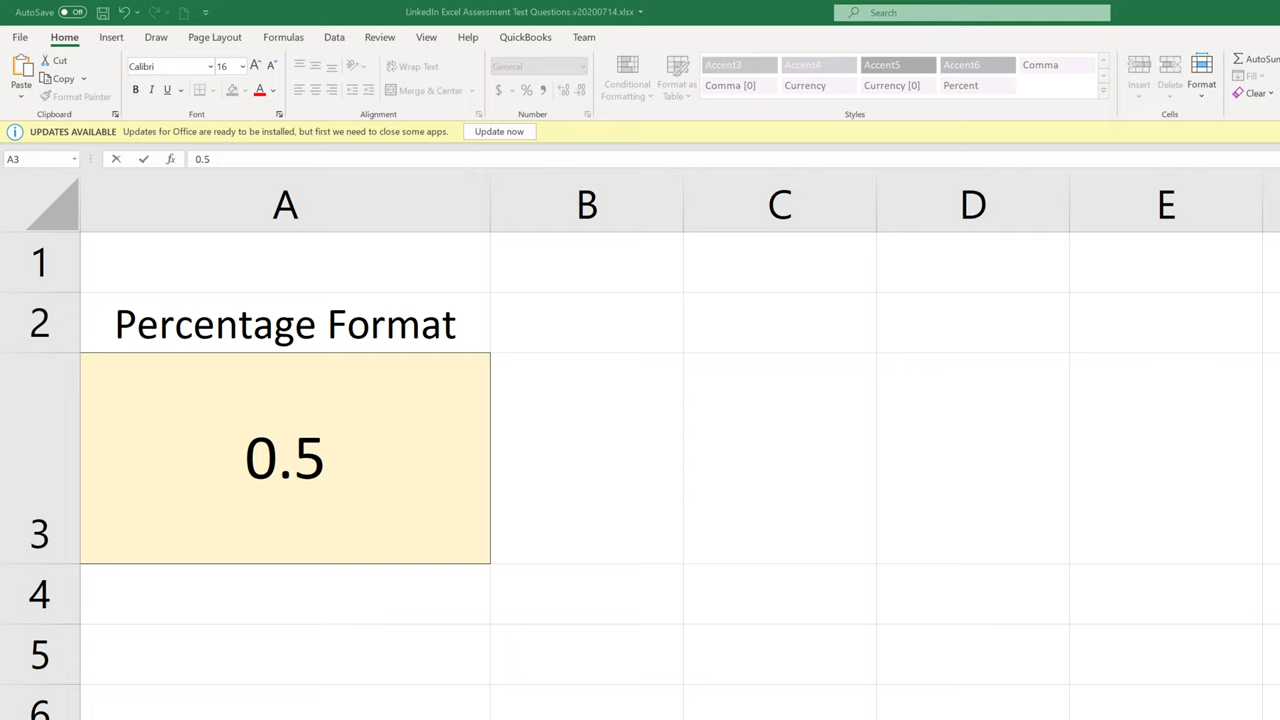 AutoSave Off
LinkedIn Excel Assessment Test Questions.v20200714.xlsx
Search
File Home Insert Draw Page Layout Formulas Data Review View Help QuickBooks Team
Paste
Cut
Copy
Format Painter
Clipboard
Calibri 16
B I U
Font
Wrap Text
Merge & Center
Alignment
General
$ % 9
Number
Conditional Formatting
Format as Table
Accent3 Accent4 Accent5 Accent6 Comma
Comma [0] Currency Currency [0] Percent
Styles
Insert Delete Format
Cells
AutoSum
Fill
Clear
UPDATES AVAILABLE Updates for Office are ready to be installed, but first we need to close some apps. Update now
A3 fx 0.5
A B C D E
1
2 Percentage Format
3 0.5
4
5
6